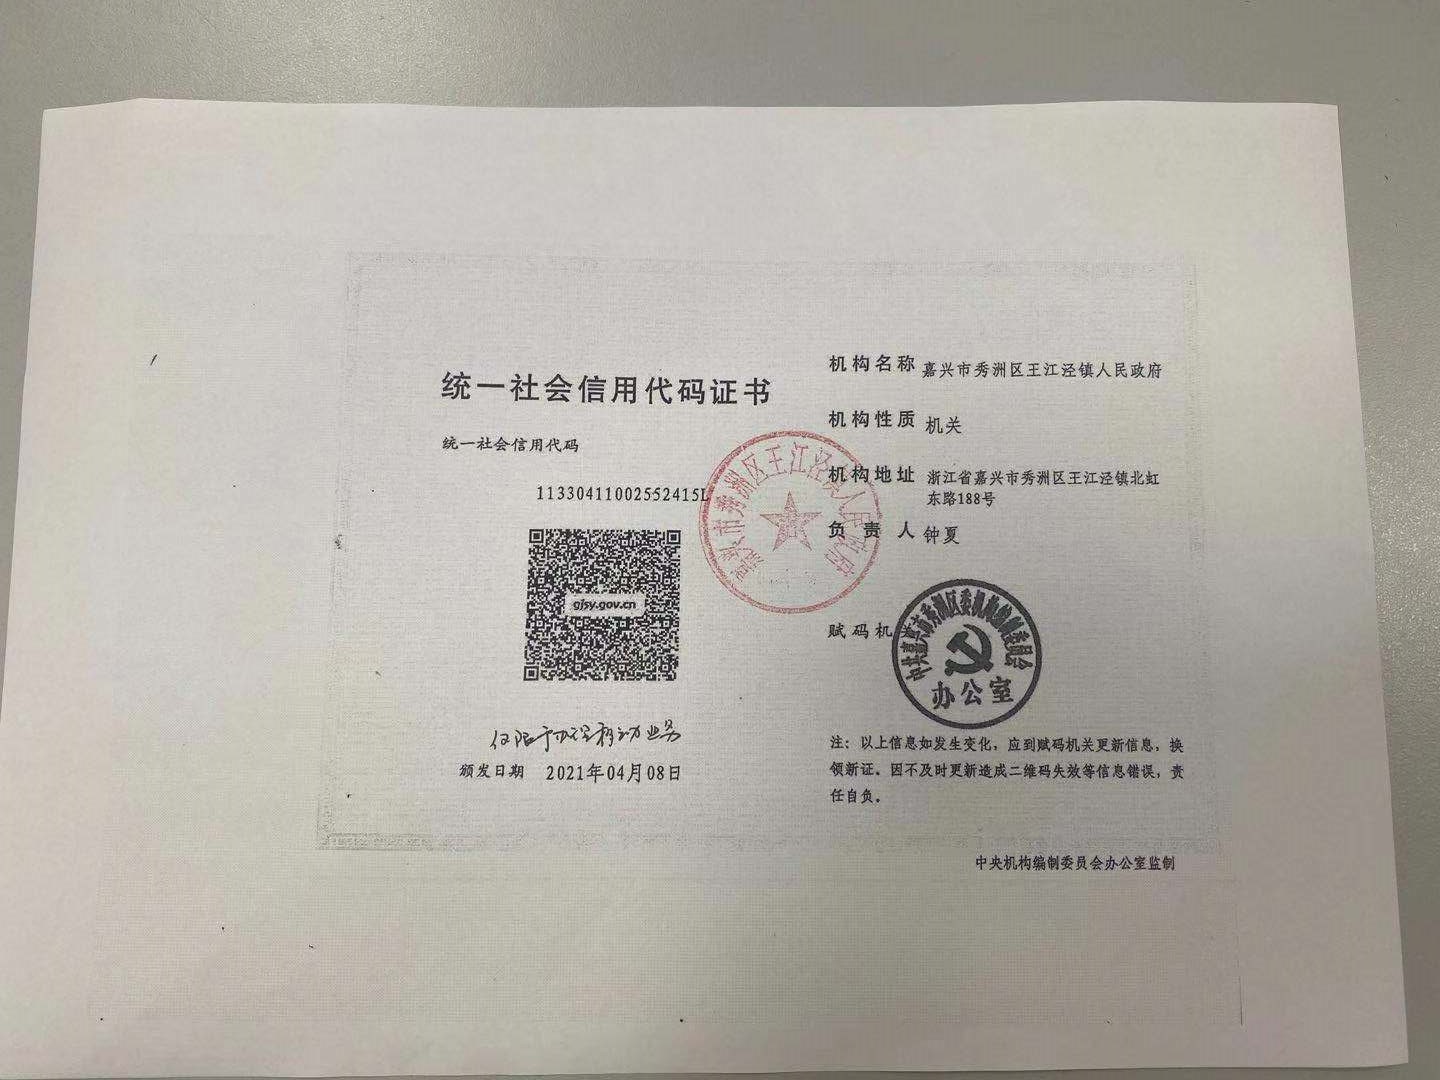 统一社会信用代码证书
统一社会信用代码
11330411002552415L
gjsy.gov.cn
仅限于办理移动业务
颁发日期 2021年04月08日
机构名称 嘉兴市秀洲区王江泾镇人民政府
机构性质 机关
机构地址 浙江省嘉兴市秀洲区王江泾镇北虹
东路188号
负责人 钟夏
嘉兴市秀洲区王江泾镇人民政府
赋码机
中共嘉兴市秀洲区委机构编制委员会
办公室
注：以上信息如发生变化，应到赋码机关更新信息，换
领新证。因不及时更新造成二维码失效等信息错误，责
任自负。
中央机构编制委员会办公室监制